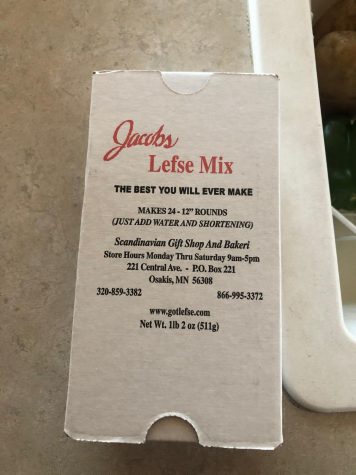 Jacobs
Lefse Mix
THE BEST YOU WILL EVER MAKE
MAKES 24 - 12" ROUNDS
(JUST ADD WATER AND SHORTENING)
Scandinavian Gift Shop And Bakeri
Store Hours Monday Thru Saturday 9am-5pm
221 Central Ave. - P.O. Box 221
Osakis, MN 56308
320-859-3382 866-995-3372
www.gotlefse.com
Net Wt. 1lb 2 oz (511g)